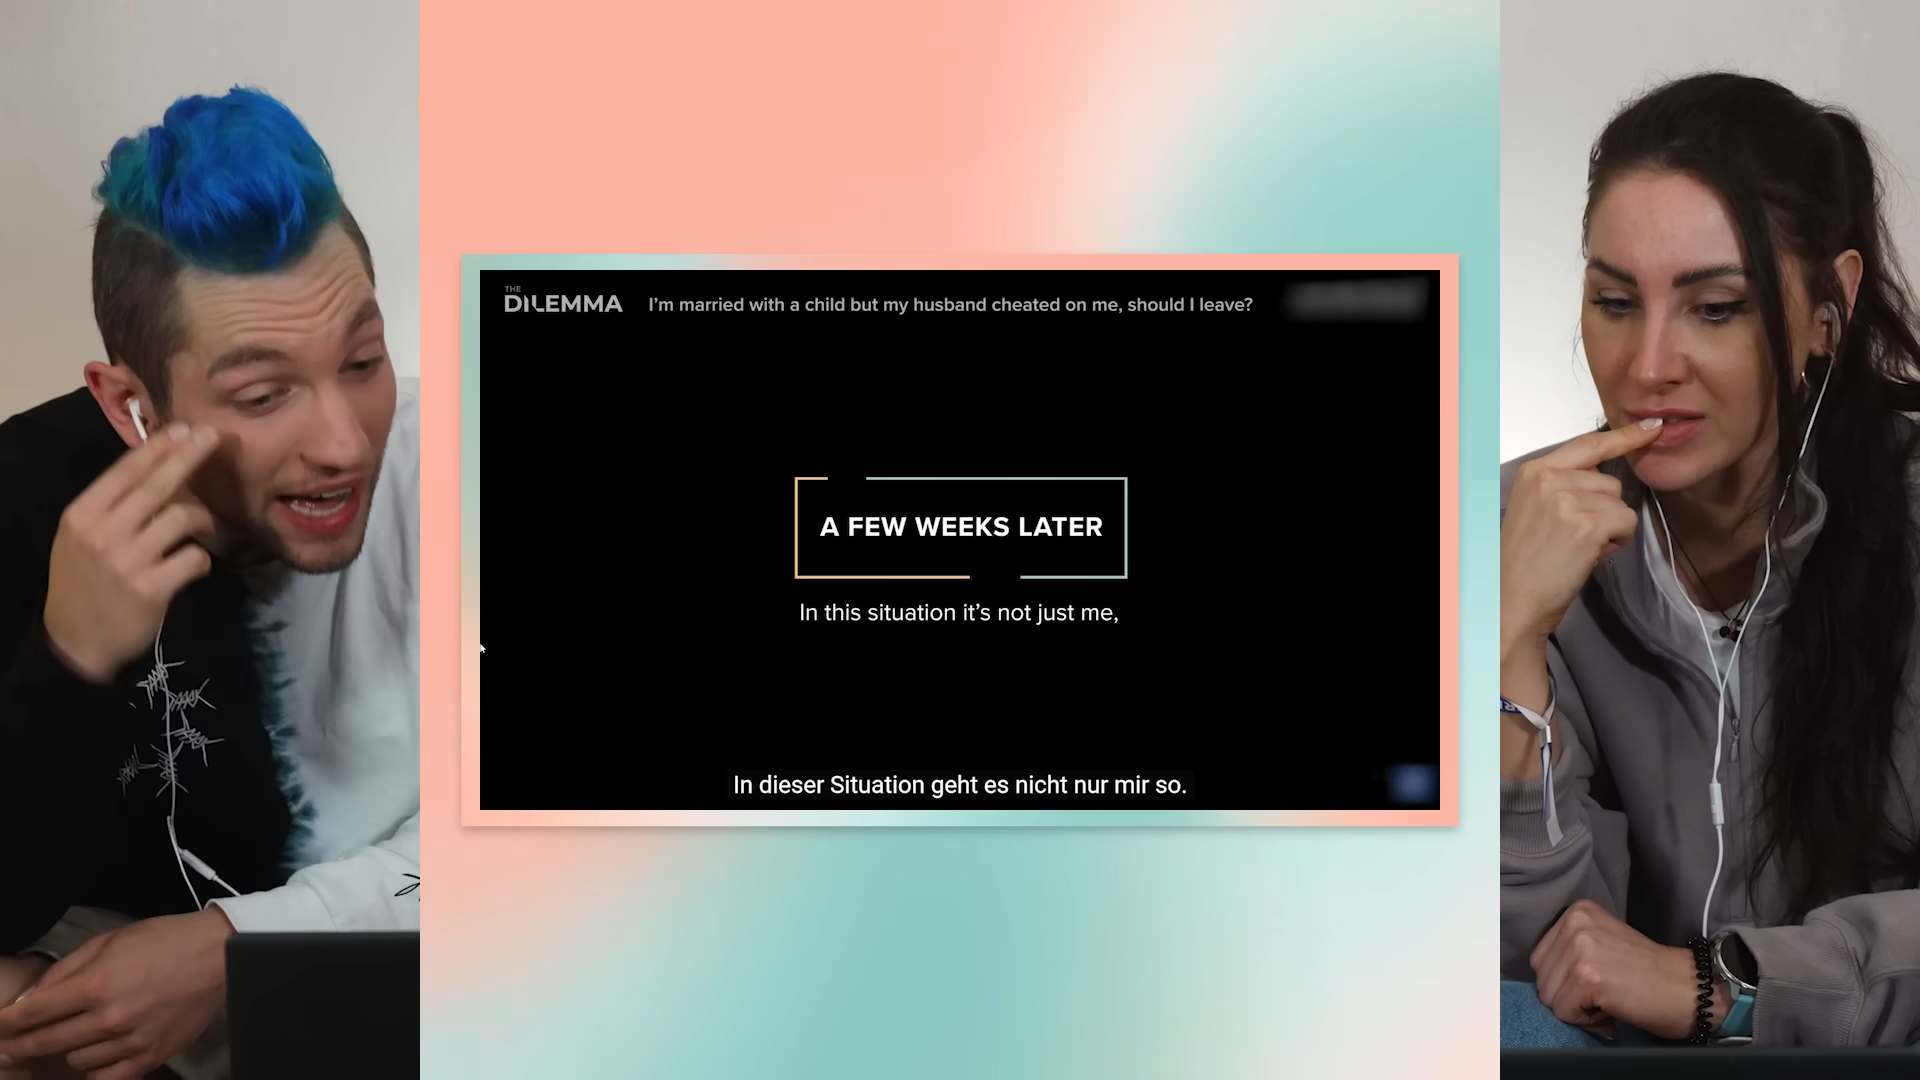 THE
DILEMMA
I'm married with a child but my husband cheated on me, should I leave?
A FEW WEEKS LATER
In this situation it's not just me,
In dieser Situation geht es nicht nur mir so.